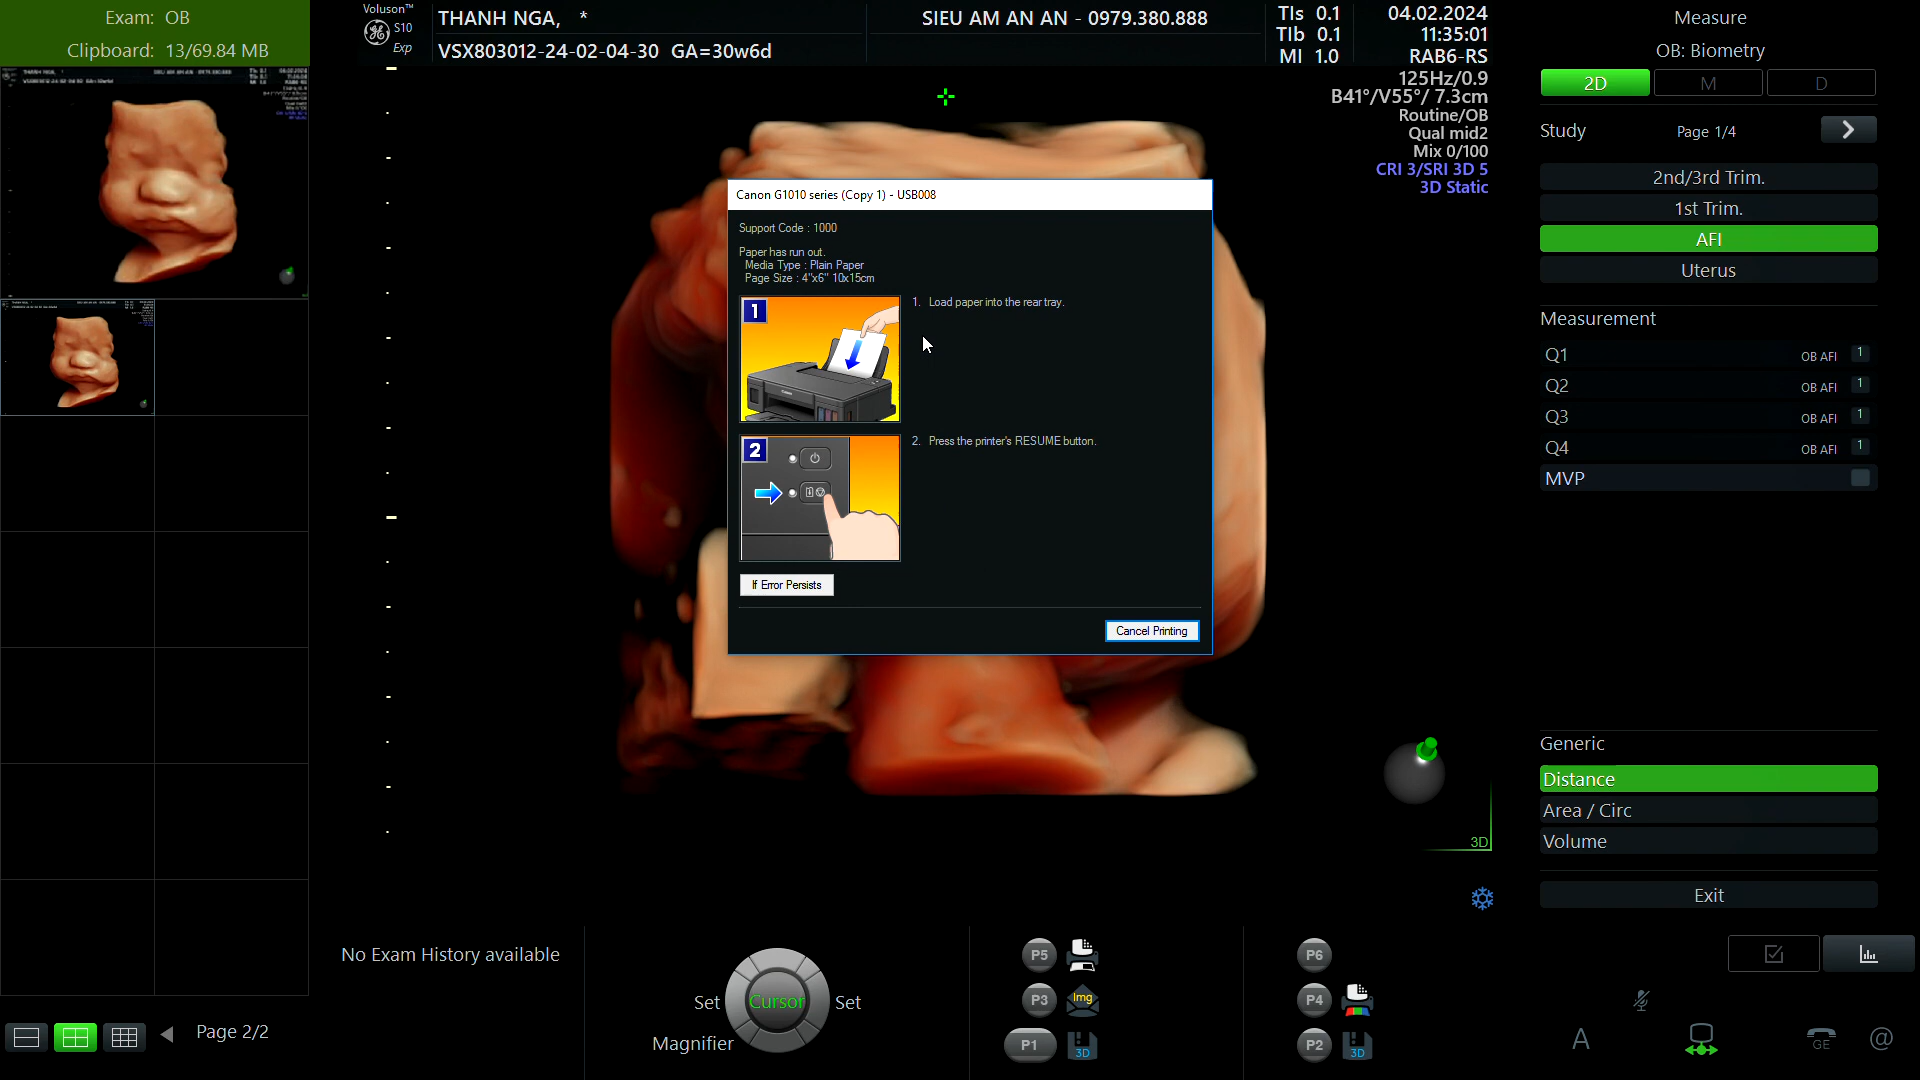 Exam: OB
Clipboard: 13/69.84 MB
Voluson™
S10
Exp
THANH NGA, *
VSX803012-24-02-04-30 GA=30w6d
SIEU AM AN AN - 0979.380.888
TIs 0.1
TIb 0.1
MI 1.0
04.02.2024
11:35:01
RAB6-RS
125Hz/0.9
B41°/V55°/ 7.3cm
Routine/OB
Qual mid2
Mix 0/100
CRI 3/SRI 3D 5
3D Static
Canon G1010 series (Copy 1) - USB008
Support Code : 1000
Paper has run out.
Media Type : Plain Paper
Page Size : 4"x6" 10x15cm
1
1. Load paper into the rear tray.
2
2. Press the printer's RESUME button.
If Error Persists
Cancel Printing
3D
Measure
OB: Biometry
2D M D
Study Page 1/4
2nd/3rd Trim.
1st Trim.
AFI
Uterus
Measurement
Q1 OB AFI 1
Q2 OB AFI 1
Q3 OB AFI 1
Q4 OB AFI 1
MVP
Generic
Distance
Area / Circ
Volume
Exit
Page 2/2
No Exam History available
Set Cursor Set
Magnifier
P5
P3 Img
P1 3D
P6
P4
P2 3D
A GE @